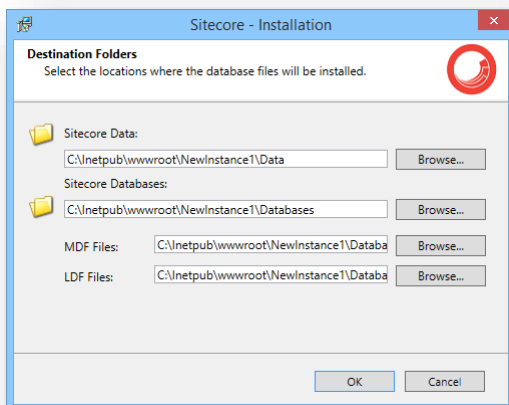 Sitecore - Installation
Destination Folders
Select the locations where the database files will be installed.
Sitecore Data:
C:\Inetpub\wwwroot\NewInstance1\Data
Browse...
Sitecore Databases:
C:\Inetpub\wwwroot\NewInstance1\Databases
Browse...
MDF Files:
C:\Inetpub\wwwroot\NewInstance1\Databa
Browse...
LDF Files:
C:\Inetpub\wwwroot\NewInstance1\Databa
Browse...
OK
Cancel